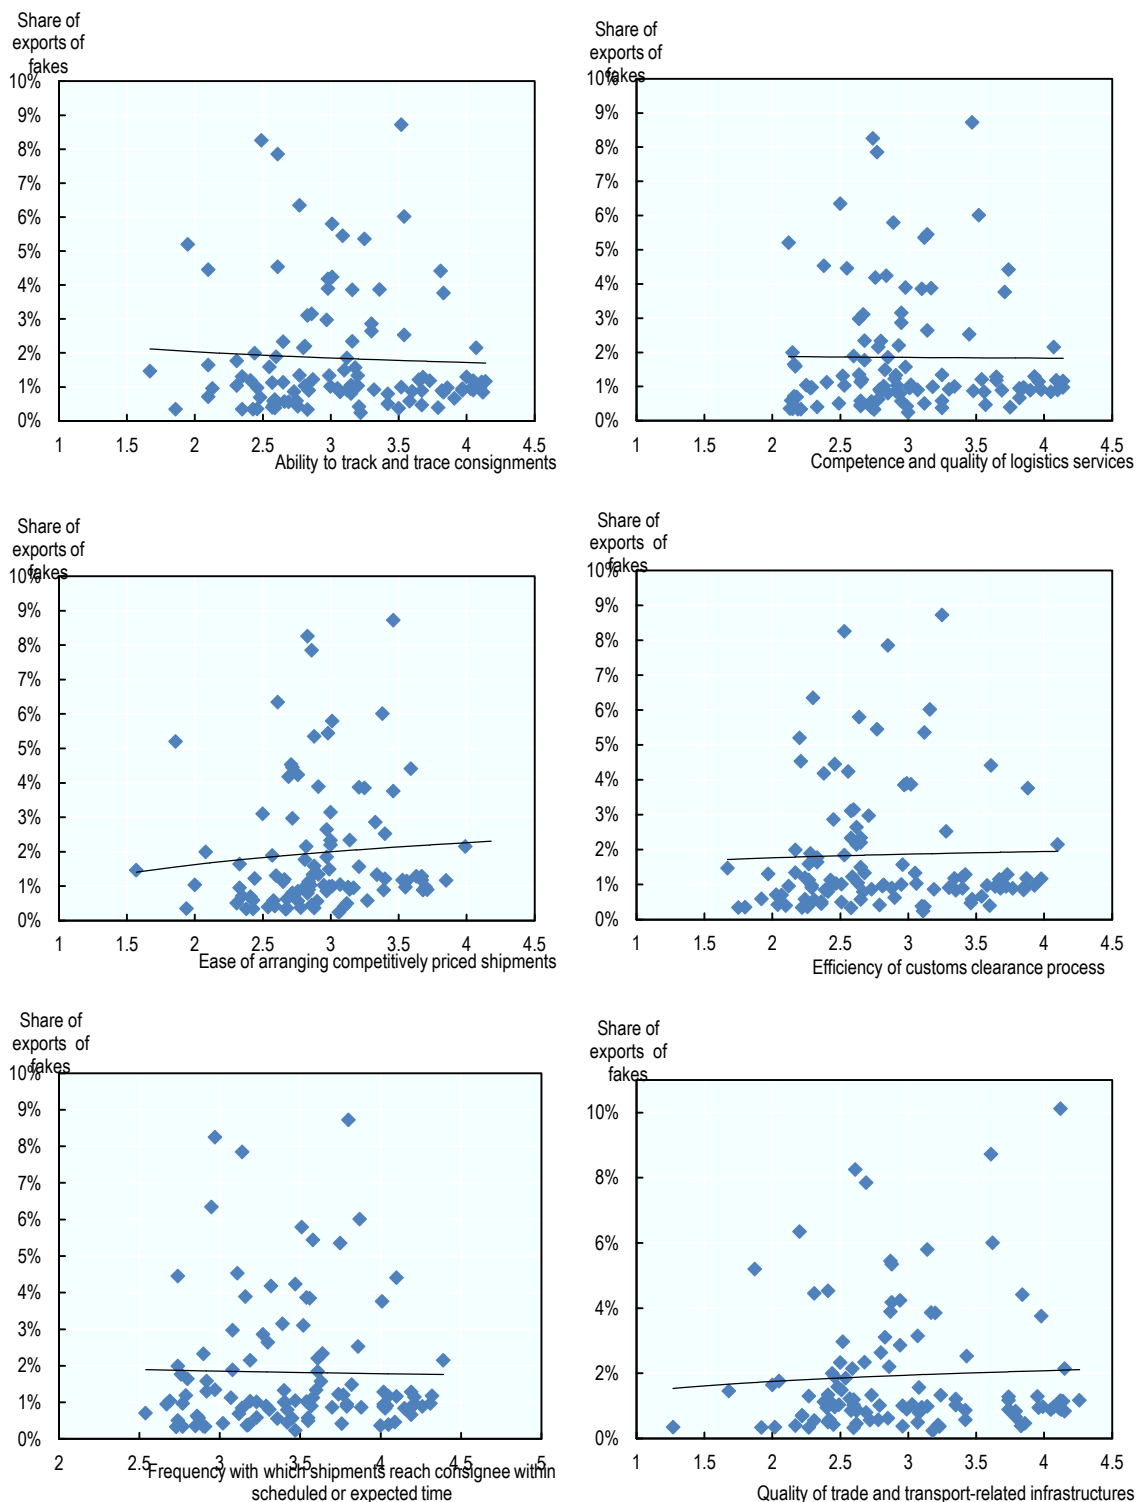 Share of
exports of
fakes
10%
9%
8%
7%
6%
5%
4%
3%
2%
1%
0%
1 1.5 2 2.5 3 3.5 4 4.5
Ability to track and trace consignments
Share of
exports of
fakes
10%
9%
8%
7%
6%
5%
4%
3%
2%
1%
0%
1 1.5 2 2.5 3 3.5 4 4.5
Competence and quality of logistics services
Share of
exports of
fakes
10%
9%
8%
7%
6%
5%
4%
3%
2%
1%
0%
1 1.5 2 2.5 3 3.5 4 4.5
Ease of arranging competitively priced shipments
Share of
exports of
fakes
10%
9%
8%
7%
6%
5%
4%
3%
2%
1%
0%
1 1.5 2 2.5 3 3.5 4 4.5
Efficiency of customs clearance process
Share of
exports of
fakes
10%
9%
8%
7%
6%
5%
4%
3%
2%
1%
0%
2 2.5 3 3.5 4 4.5 5
Frequency with which shipments reach consignee within
scheduled or expected time
Share of
exports of
fakes
10%
8%
6%
4%
2%
0%
1 1.5 2 2.5 3 3.5 4 4.5
Quality of trade and transport-related infrastructures